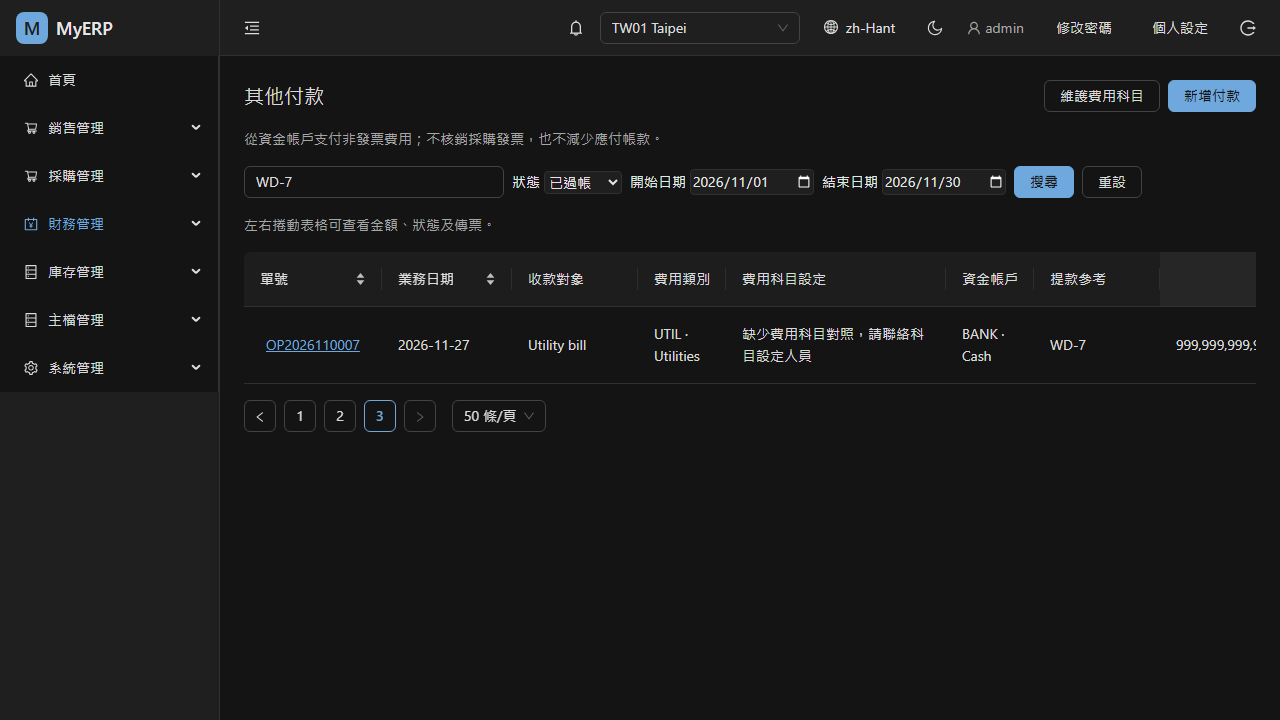 M MyERP
TW01 Taipei
zh-Hant
admin
修改密碼
個人設定
首頁
銷售管理
採購管理
財務管理
庫存管理
主檔管理
系統管理
其他付款
維護費用科目
新增付款
從資金帳戶支付非發票費用；不核銷採購發票，也不減少應付帳款。
WD-7
狀態 已過帳
開始日期 2026/11/01
結束日期 2026/11/30
搜尋
重設
左右捲動表格可查看金額、狀態及傳票。
單號 業務日期 收款對象 費用類別 費用科目設定 資金帳戶 提款參考
OP2026110007 2026-11-27 Utility bill UTIL · Utilities 缺少費用科目對照，請聯絡科目設定人員 BANK · Cash WD-7 999,999,999,9
1 2 3
50 條/頁